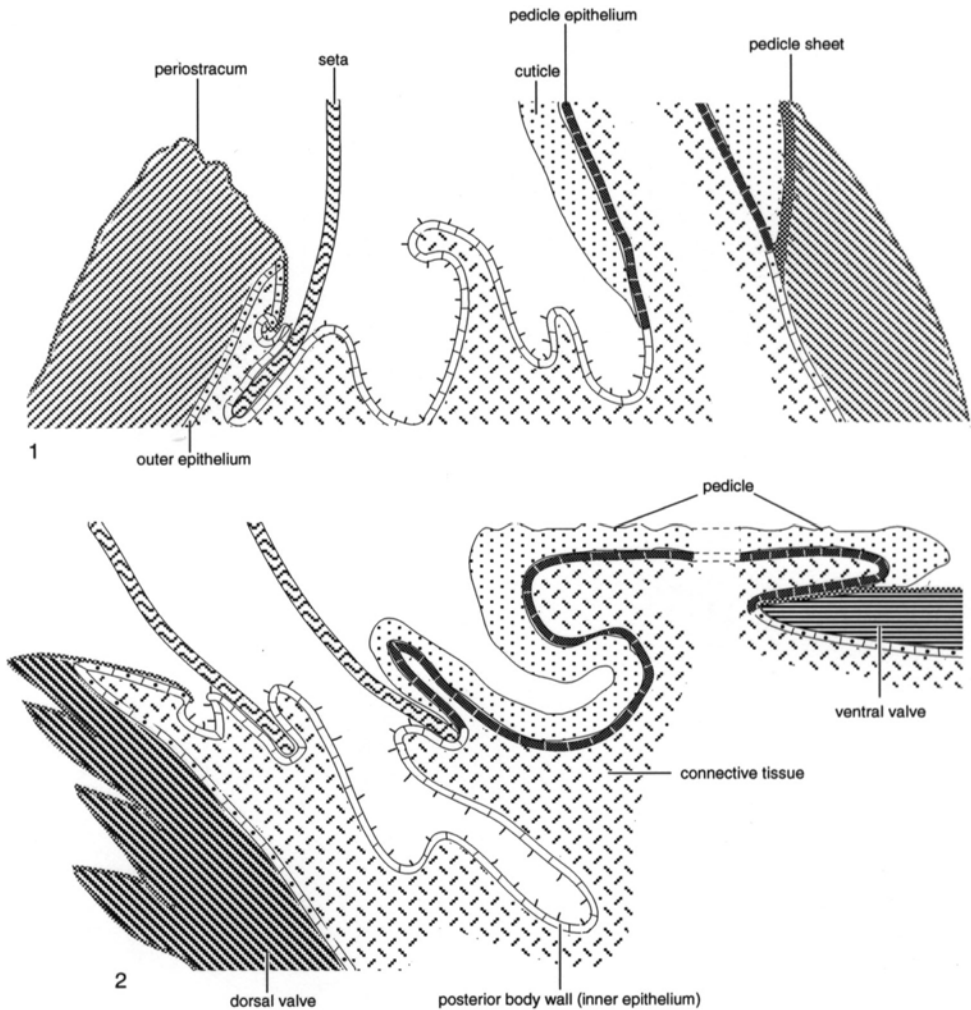 pedicle epithelium
pedicle sheet
seta
periostracum
cuticle
1
outer epithelium
pedicle
ventral valve
connective tissue
2
dorsal valve
posterior body wall (inner epithelium)